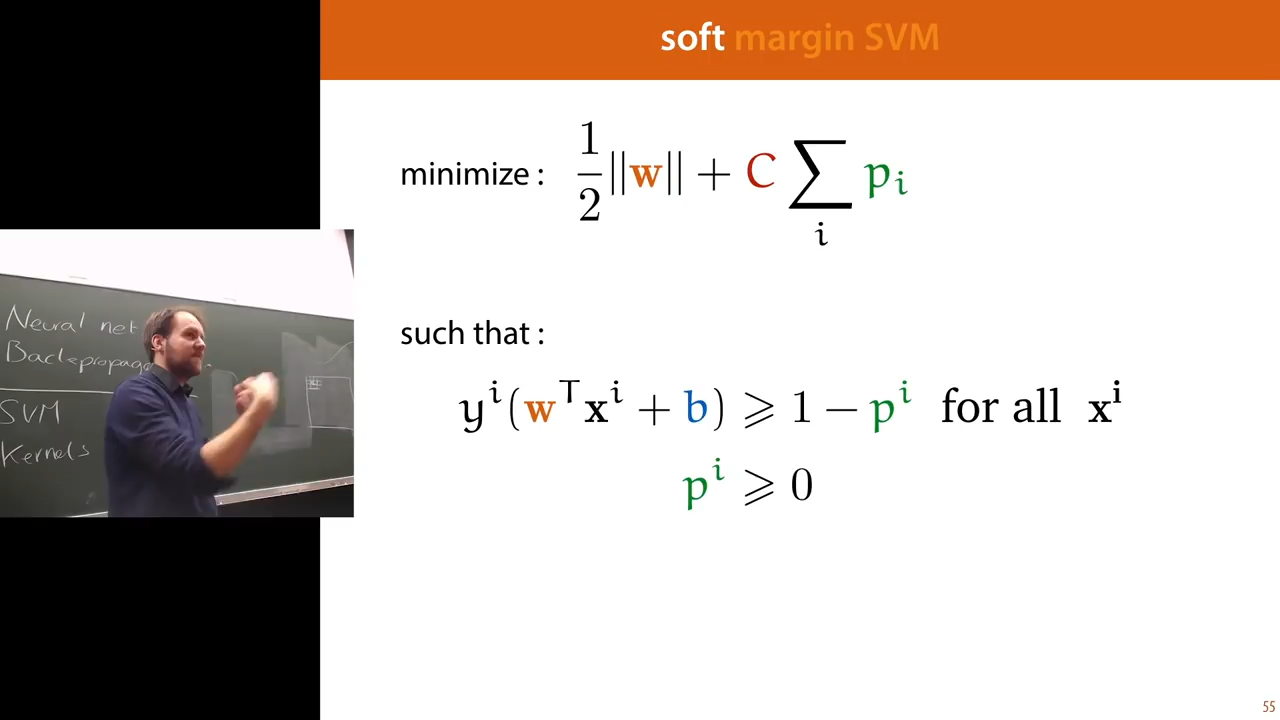 soft margin SVM
minimize : 1/2 ||w|| + C ∑_i p_i
such that :
y^i(w^T x^i + b) ⩾ 1 − p^i for all x^i
p^i ⩾ 0
Neural net
Backpropaga
SVM
Kernels
55